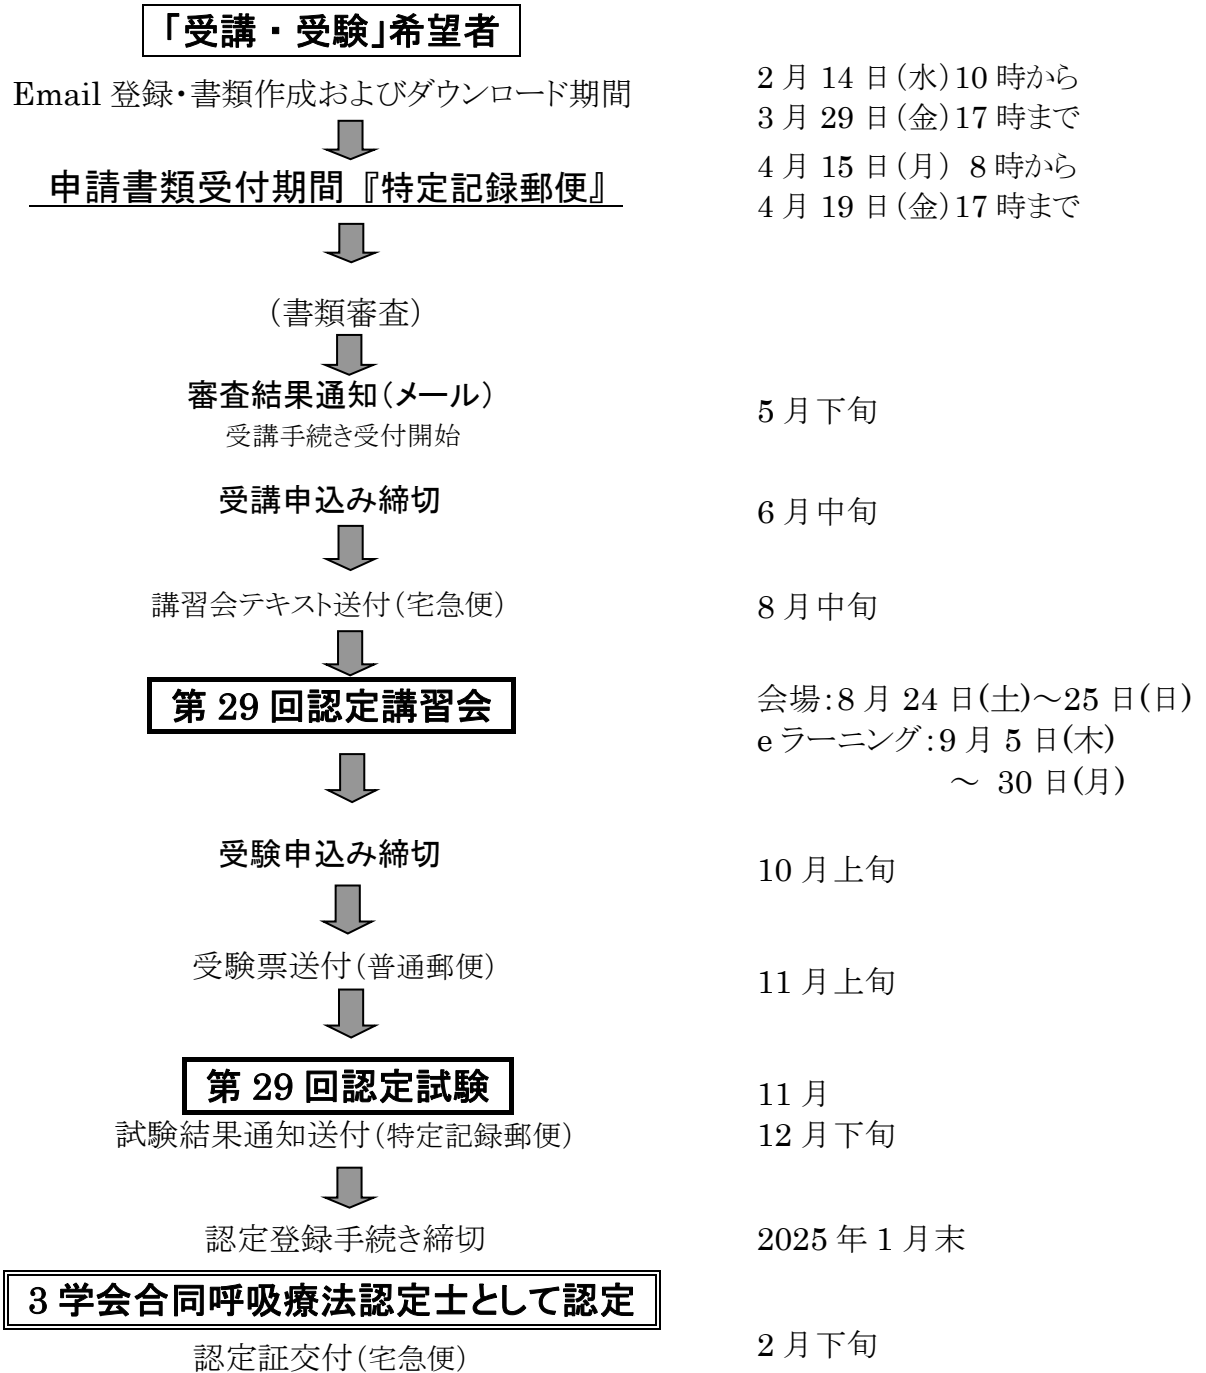 「受講・受験」希望者
Email 登録・書類作成およびダウンロード期間
2 月 14 日(水)10 時から
3 月 29 日(金)17 時まで
申請書類受付期間『特定記録郵便』
4 月 15 日(月) 8 時から
4 月 19 日(金)17 時まで
(書類審査)
審査結果通知(メール)
5 月下旬
受講手続き受付開始
受講申込み締切
6 月中旬
講習会テキスト送付(宅急便)
8 月中旬
第 29 回認定講習会
会場:8 月 24 日(土)~25 日(日)
e ラーニング:9 月 5 日(木)
~ 30 日(月)
受験申込み締切
10 月上旬
受験票送付(普通郵便)
11 月上旬
第 29 回認定試験
11 月
試験結果通知送付(特定記録郵便)
12 月下旬
認定登録手続き締切
2025 年 1 月末
3 学会合同呼吸療法認定士として認定
認定証交付(宅急便)
2 月下旬